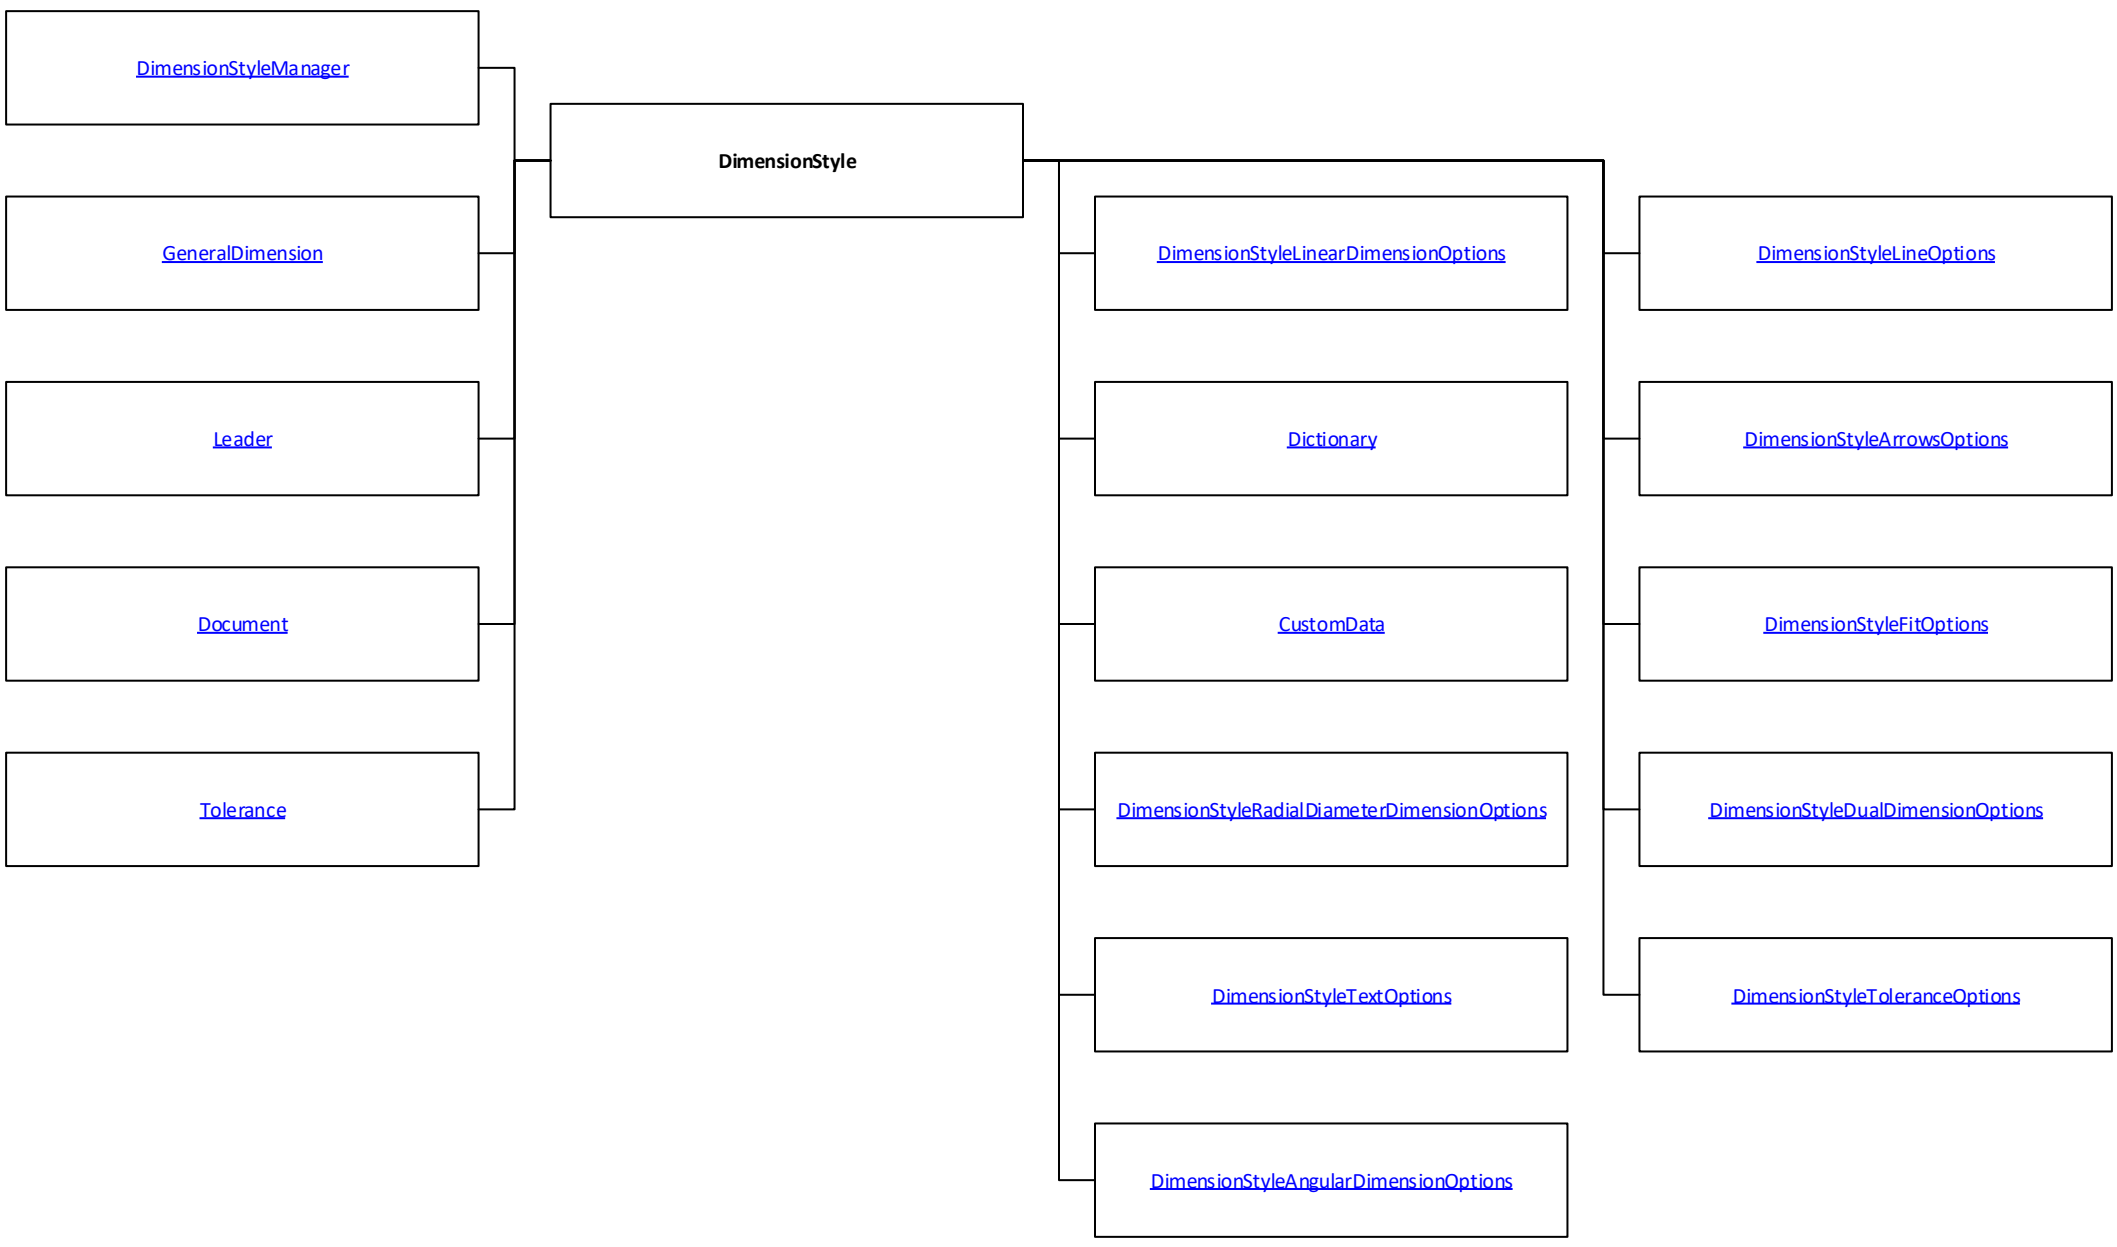 DimensionStyleManager
DimensionStyle
GeneralDimension
DimensionStyleLinearDimensionOptions
DimensionStyleLineOptions
Leader
Dictionary
DimensionStyleArrowsOptions
Document
CustomData
DimensionStyleFitOptions
Tolerance
DimensionStyleRadialDiameterDimensionOptions
DimensionStyleDualDimensionOptions
DimensionStyleTextOptions
DimensionStyleToleranceOptions
DimensionStyleAngularDimensionOptions